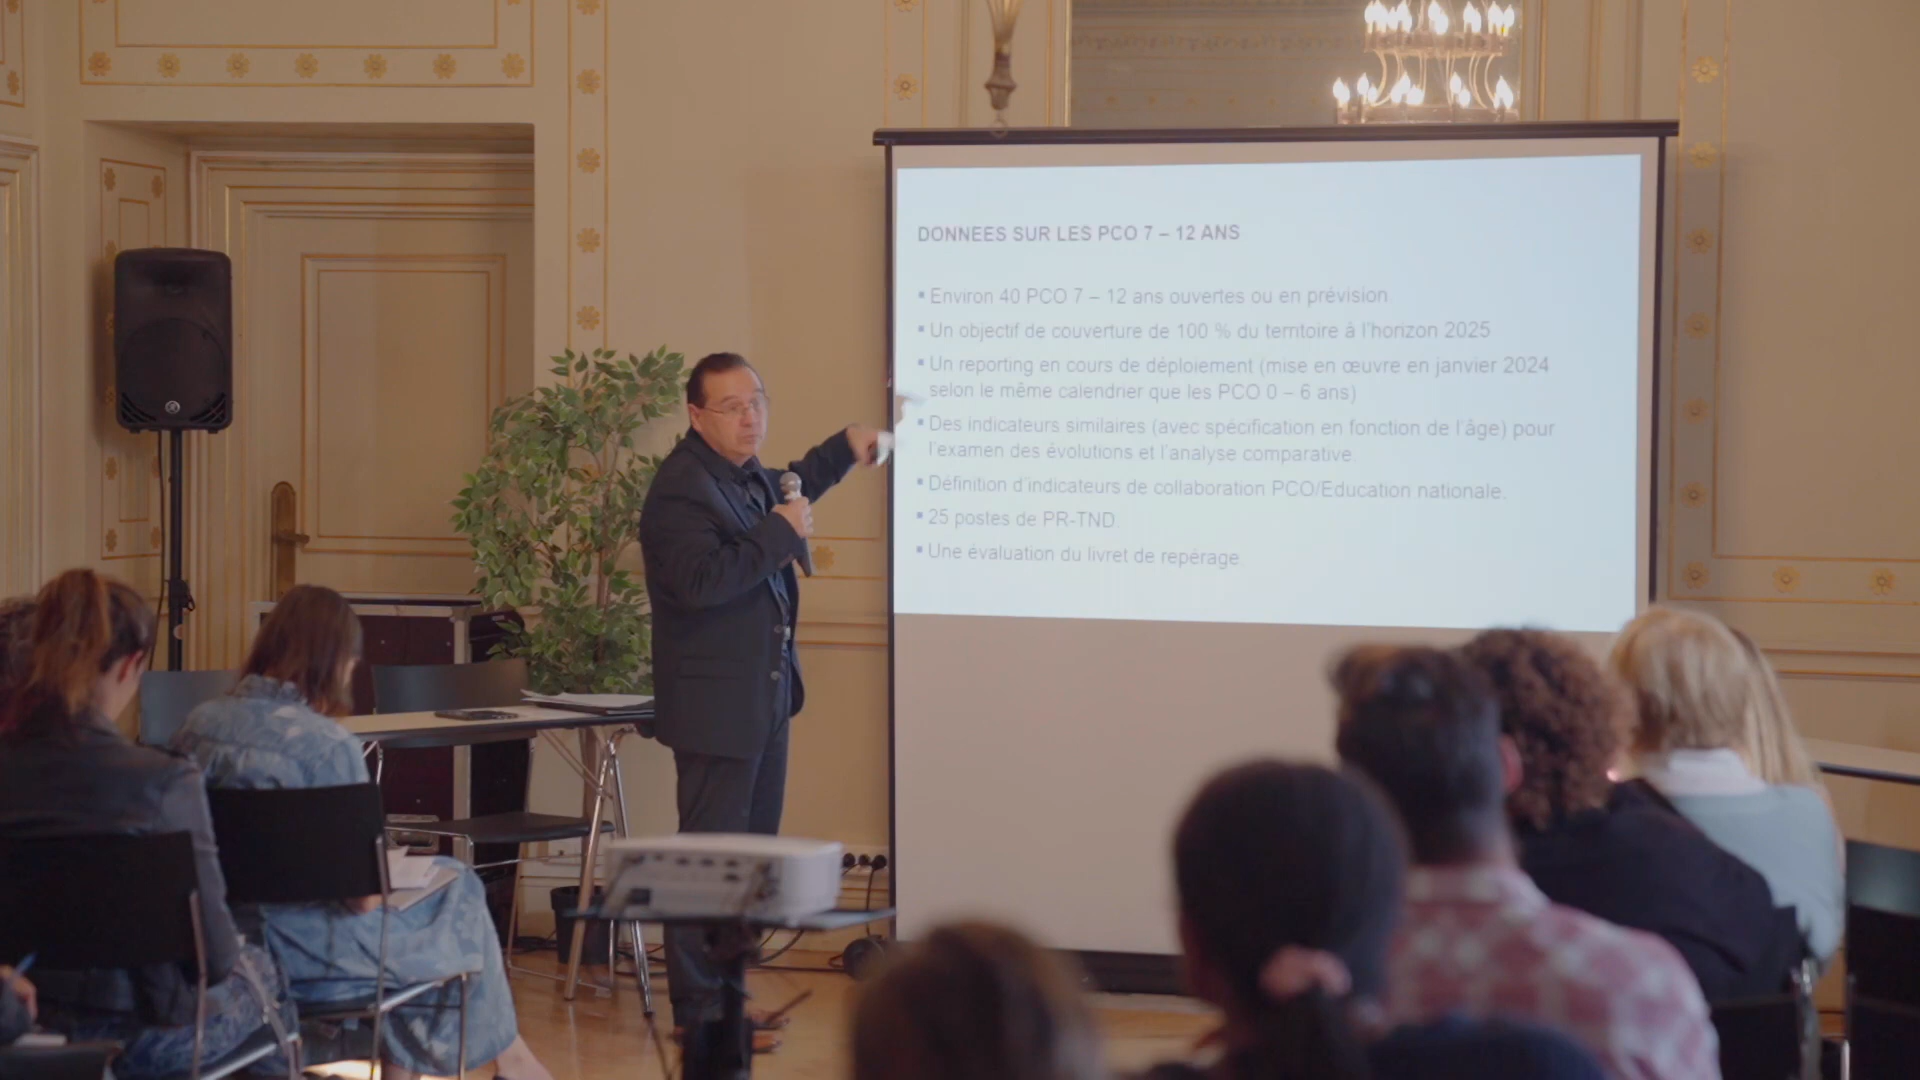 DONNEES SUR LES PCO 7 – 12 ANS
▪ Environ 40 PCO 7 – 12 ans ouvertes ou en prévision
▪ Un objectif de couverture de 100 % du territoire à l'horizon 2025
▪ Un reporting en cours de déploiement (mise en œuvre en janvier 2024
selon le même calendrier que les PCO 0 – 6 ans)
▪ Des indicateurs similaires (avec spécification en fonction de l'âge) pour
l'examen des évolutions et l'analyse comparative.
▪ Définition d'indicateurs de collaboration PCO/Education nationale.
▪ 25 postes de PR-TND
▪ Une évaluation du livret de repérage